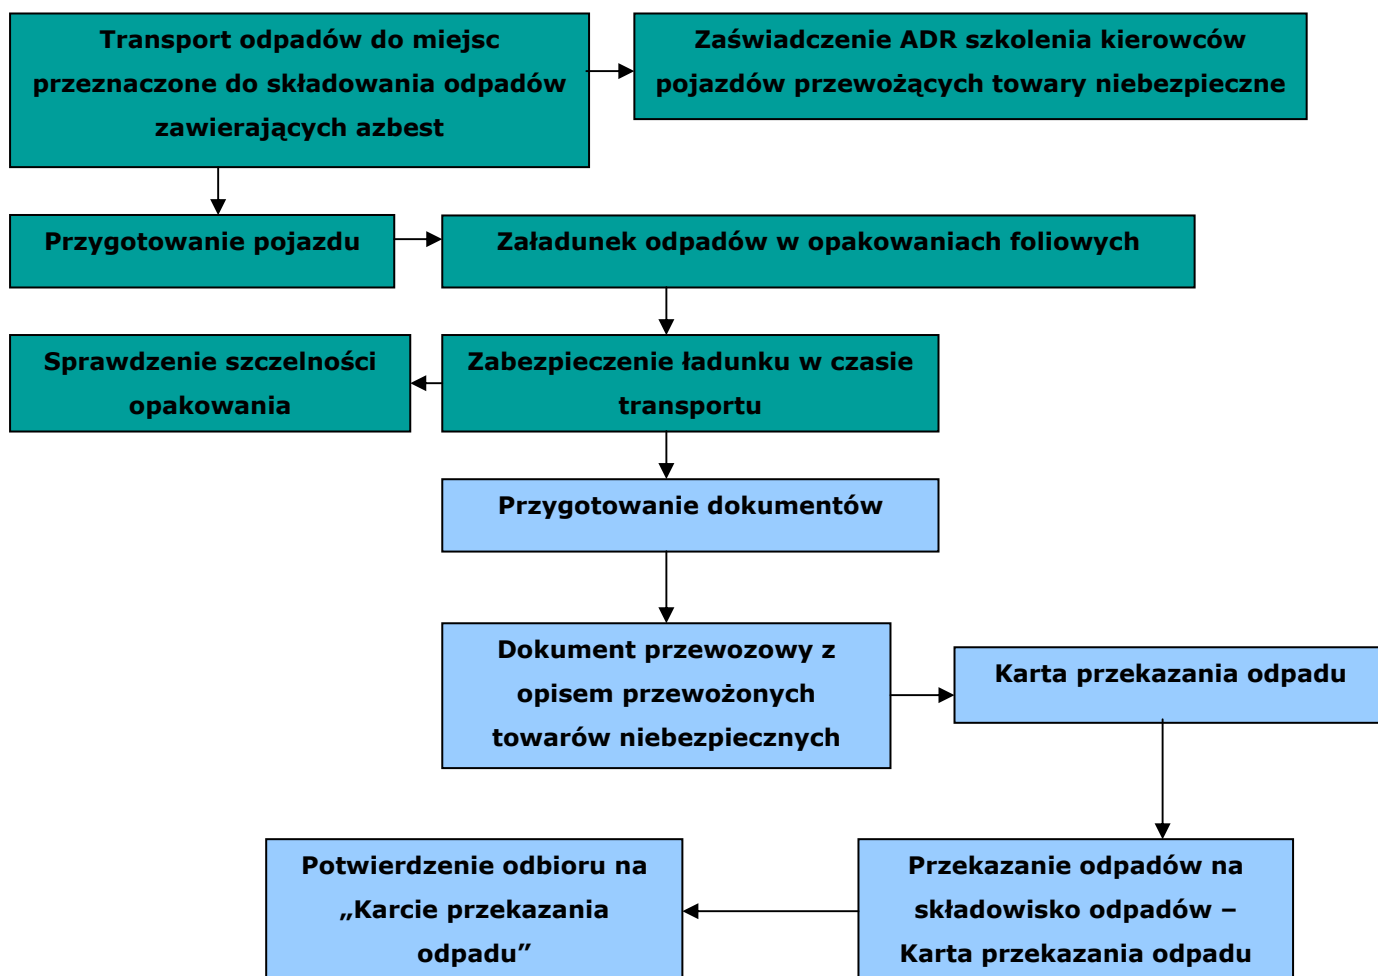 Transport odpadów do miejsc
przeznaczone do składowania odpadów
zawierających azbest
Zaświadczenie ADR szkolenia kierowców
pojazdów przewożących towary niebezpieczne
Przygotowanie pojazdu
Załadunek odpadów w opakowaniach foliowych
Sprawdzenie szczelności
opakowania
Zabezpieczenie ładunku w czasie
transportu
Przygotowanie dokumentów
Dokument przewozowy z
opisem przewożonych
towarów niebezpiecznych
Karta przekazania odpadu
Potwierdzenie odbioru na
„Karcie przekazania
odpadu”
Przekazanie odpadów na
składowisko odpadów –
Karta przekazania odpadu